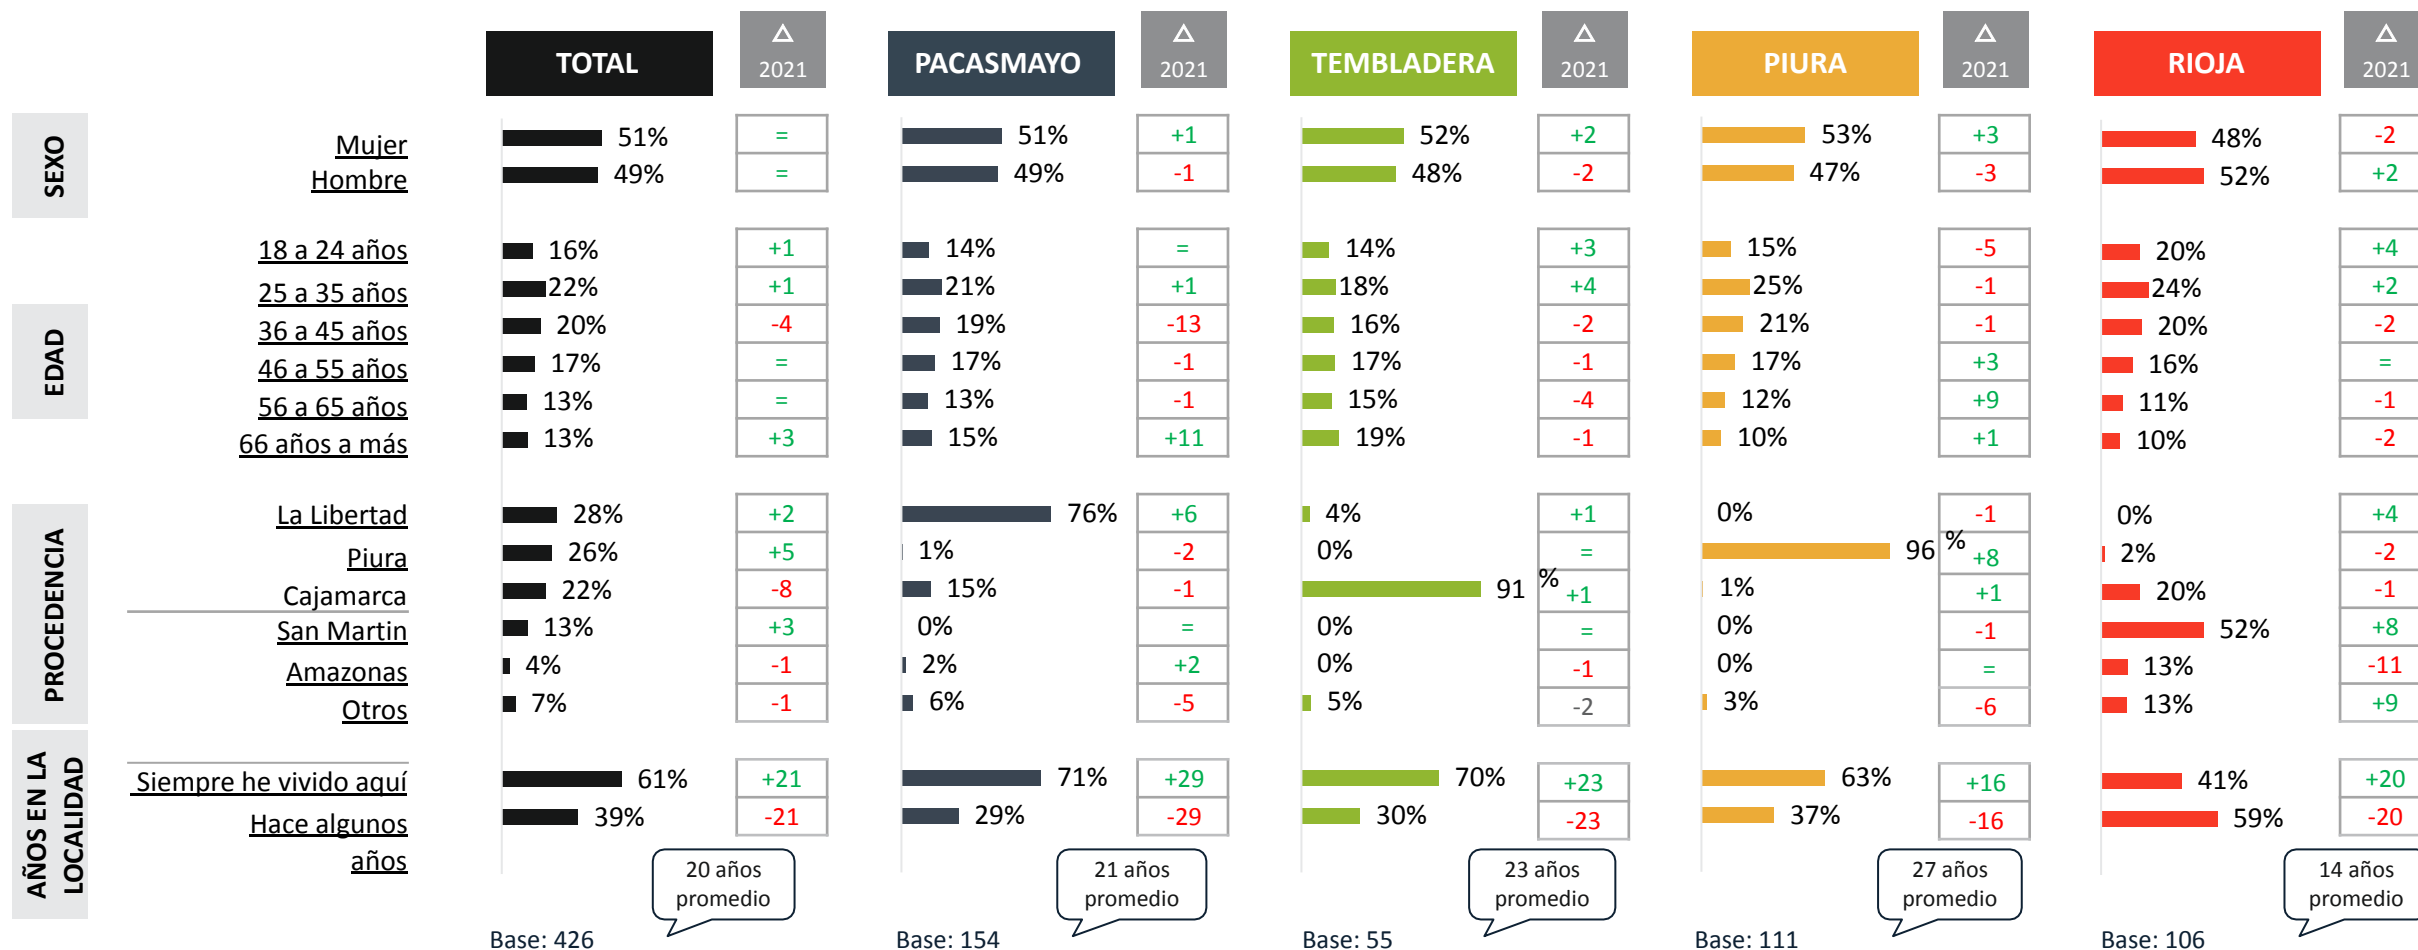 TOTAL △ 2021 PACASMAYO △ 2021 TEMBLADERA △ 2021 PIURA △ 2021 RIOJA △ 2021
SEXO
Mujer 51% = 51% +1 52% +2 53% +3 48% -2
Hombre 49% = 49% -1 48% -2 47% -3 52% +2
EDAD
18 a 24 años 16% +1 14% = 14% +3 15% -5 20% +4
25 a 35 años 22% +1 21% +1 18% +4 25% -1 24% +2
36 a 45 años 20% -4 19% -13 16% -2 21% -1 20% -2
46 a 55 años 17% = 17% -1 17% -1 17% +3 16% =
56 a 65 años 13% = 13% -1 15% -4 12% +9 11% -1
66 años a más 13% +3 15% +11 19% -1 10% +1 10% -2
PROCEDENCIA
La Libertad 28% +2 76% +6 4% +1 0% -1 0% +4
Piura 26% +5 1% -2 0% = 96 % +8 2% -2
Cajamarca 22% -8 15% -1 91 % +1 1% +1 20% -1
San Martin 13% +3 0% = 0% = 0% -1 52% +8
Amazonas 4% -1 2% +2 0% -1 0% = 13% -11
Otros 7% -1 6% -5 5% -2 3% -6 13% +9
AÑOS EN LA
LOCALIDAD
Siempre he vivido aquí 61% +21 71% +29 70% +23 63% +16 41% +20
Hace algunos 39% -21 29% -29 30% -23 37% -16 59% -20
años
20 años 21 años 23 años 27 años 14 años
promedio promedio promedio promedio promedio
Base: 426 Base: 154 Base: 55 Base: 111 Base: 106